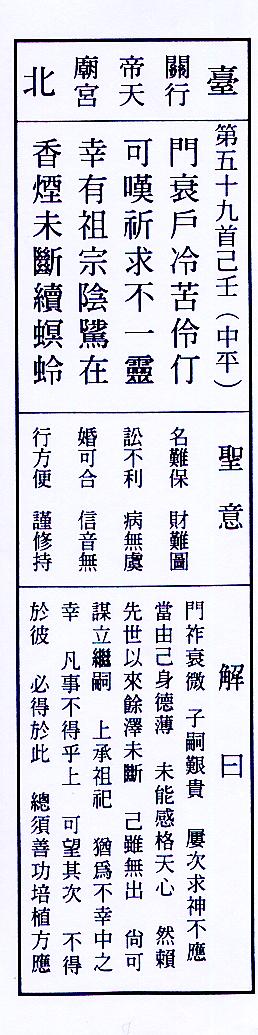 臺
關行
帝天
廟宮
北
第五十九首己壬（中平）
門衰戶冷苦伶仃
可嘆祈求不一靈
幸有祖宗陰騭在
香煙未斷續螟蛉
聖意
名難保　財難圖
訟不利　病無虞
婚可合　信音無
行方便　謹修持
解曰
門祚衰微　子嗣艱貴　屢次求神不應
當由己身德薄　未能感格天心　然賴
先世以來餘澤未斷　己雖無出　尙可
謀立繼嗣　上承祖祀　猶爲不幸中之
幸　凡事不得乎上　可望其次　不得
於彼　必得於此　總須善功培植方應